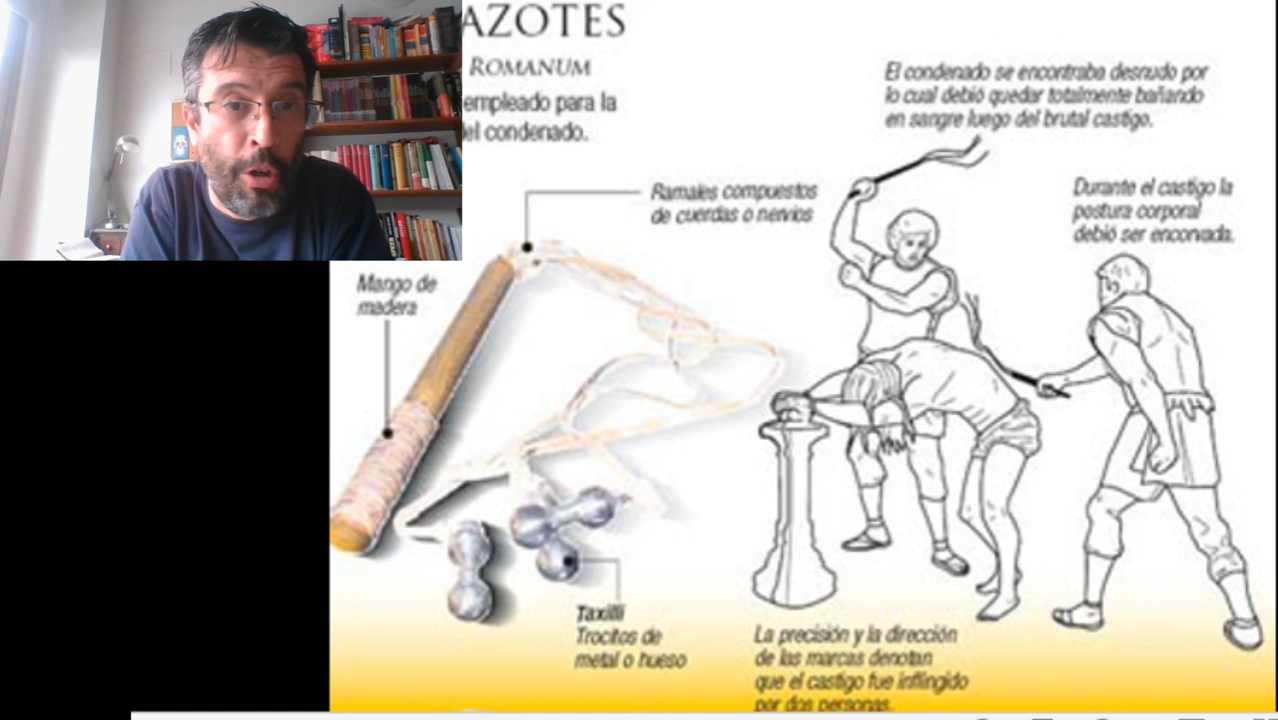 AZOTES
ROMANUM
empleado para la
el condenado.
El condenado se encontraba desnudo por
lo cual debió quedar totalmente bañando
en sangre luego del brutal castigo.
Ramales compuestos
de cuerdas o nervios
Durante el castigo la
postura corporal
debió ser encorvada.
Mango de
madera
Taxilli
Trocitos de
metal o hueso
La precisión y la dirección
de las marcas denotan
que el castigo fue inflingido
por dos personas.